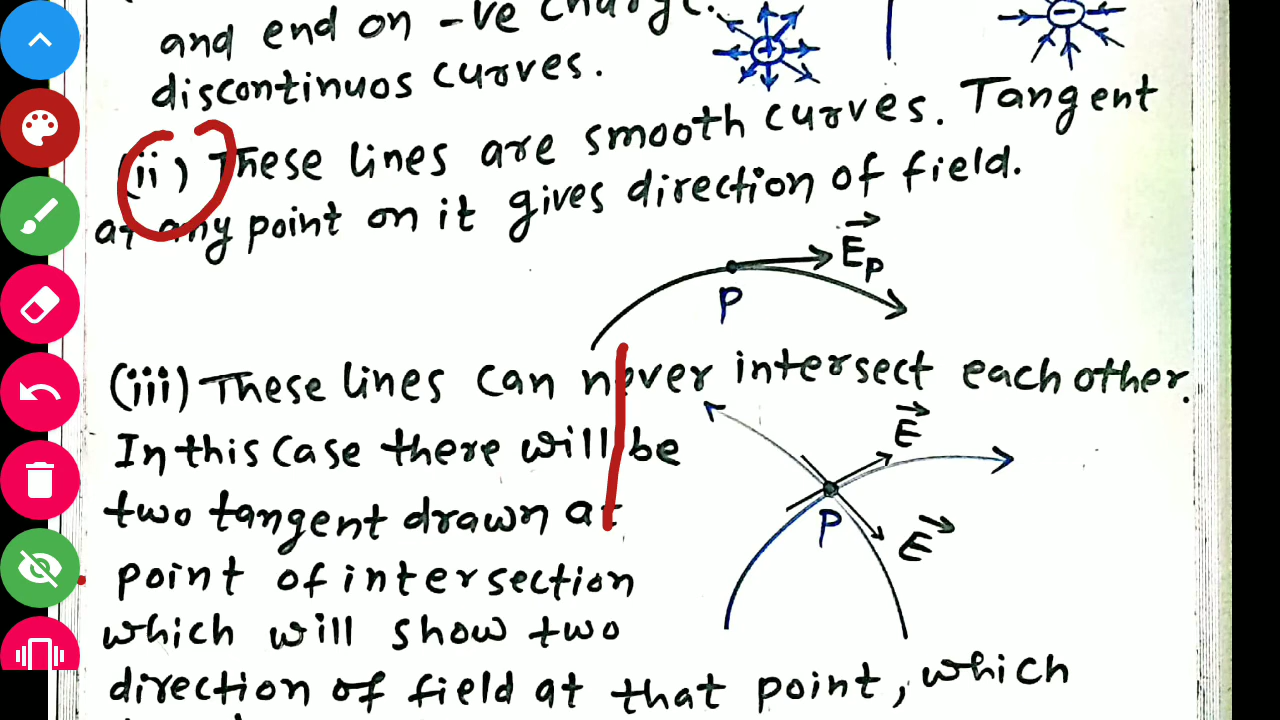 and end on -ve charge.
discontinuos curves.
+
-
(ii) These lines are smooth curves. Tangent
at any point on it gives direction of field.
E⃗p
P
(iii) These lines can never intersect each other.
In this case there will be
two tangent drawn at
point of intersection
which will show two
direction of field at that point, which
E⃗
P
E⃗